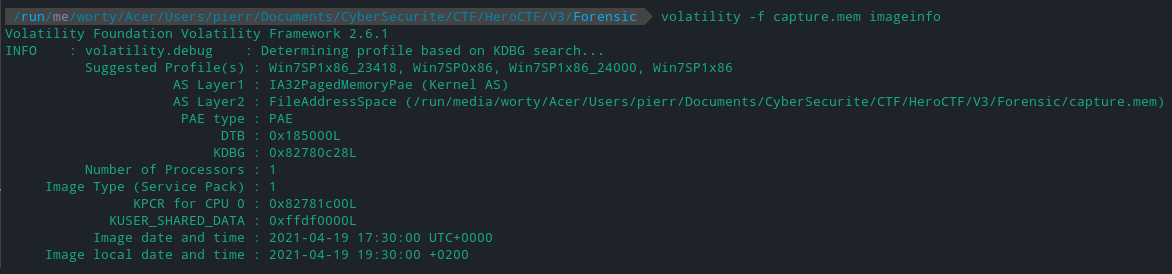 /run/me/worty/Acer/Users/pierr/Documents/CyberSecurite/CTF/HeroCTF/V3/Forensic volatility -f capture.mem imageinfo
Volatility Foundation Volatility Framework 2.6.1
INFO    : volatility.debug    : Determining profile based on KDBG search...
Suggested Profile(s) : Win7SP1x86_23418, Win7SP0x86, Win7SP1x86_24000, Win7SP1x86
AS Layer1 : IA32PagedMemoryPae (Kernel AS)
AS Layer2 : FileAddressSpace (/run/media/worty/Acer/Users/pierr/Documents/CyberSecurite/CTF/HeroCTF/V3/Forensic/capture.mem)
PAE type : PAE
DTB : 0x185000L
KDBG : 0x82780c28L
Number of Processors : 1
Image Type (Service Pack) : 1
KPCR for CPU 0 : 0x82781c00L
KUSER_SHARED_DATA : 0xffdf0000L
Image date and time : 2021-04-19 17:30:00 UTC+0000
Image local date and time : 2021-04-19 19:30:00 +0200